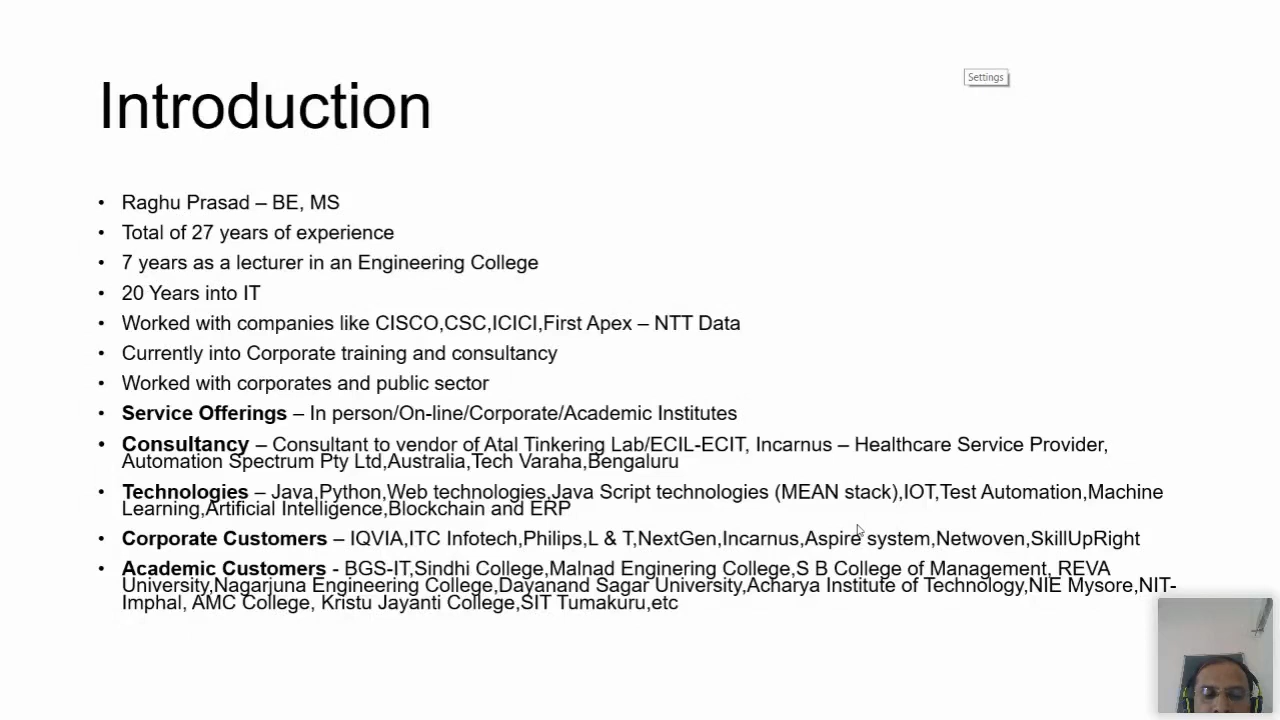 Settings
Introduction
• Raghu Prasad – BE, MS
• Total of 27 years of experience
• 7 years as a lecturer in an Engineering College
• 20 Years into IT
• Worked with companies like CISCO,CSC,ICICI,First Apex – NTT Data
• Currently into Corporate training and consultancy
• Worked with corporates and public sector
• Service Offerings – In person/On-line/Corporate/Academic Institutes
• Consultancy – Consultant to vendor of Atal Tinkering Lab/ECIL-ECIT, Incarnus – Healthcare Service Provider,
Automation Spectrum Pty Ltd,Australia,Tech Varaha,Bengaluru
• Technologies – Java,Python,Web technologies,Java Script technologies (MEAN stack),IOT,Test Automation,Machine
Learning,Artificial Intelligence,Blockchain and ERP
• Corporate Customers – IQVIA,ITC Infotech,Philips,L & T,NextGen,Incarnus,Aspire system,Netwoven,SkillUpRight
• Academic Customers - BGS-IT,Sindhi College,Malnad Enginering College,S B College of Management, REVA
University,Nagarjuna Engineering College,Dayanand Sagar University,Acharya Institute of Technology,NIE Mysore,NIT-
Imphal, AMC College, Kristu Jayanti College,SIT Tumakuru,etc